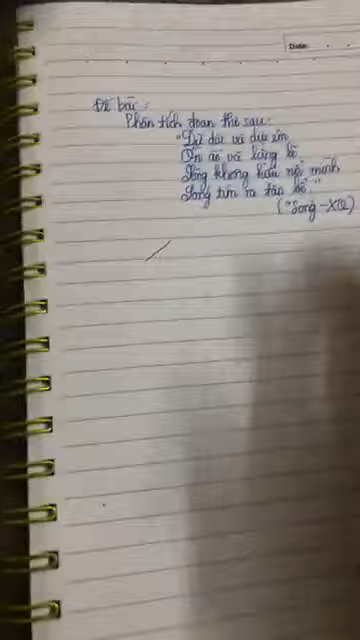 Date:
Đề bài:
Phân tích đoạn thơ sau:
"Dữ dội và dịu êm
Ồn ào và lặng lẽ
Sông không hiểu nổi mình
Sóng tìm ra tận bể."
("Sóng - XQ)